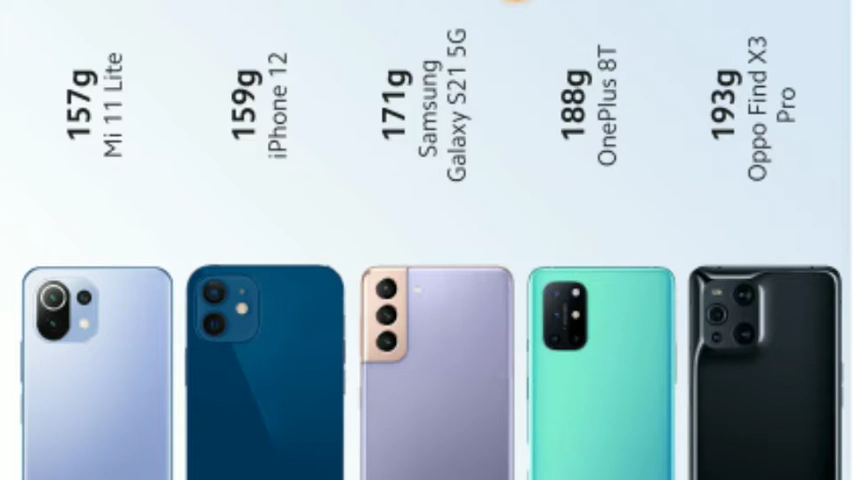 157g
Mi 11 Lite
159g
iPhone 12
171g
Samsung
Galaxy S21 5G
188g
OnePlus 8T
193g
Oppo Find X3
Pro